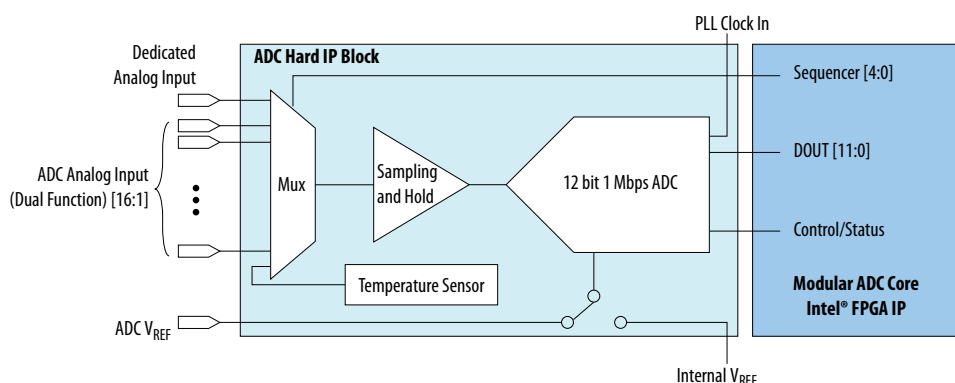 PLL Clock In
Dedicated
Analog Input
ADC Hard IP Block
Sequencer [4:0]
ADC Analog Input
(Dual Function) [16:1]
Mux
Sampling
and Hold
12 bit 1 Mbps ADC
DOUT [11:0]
Control/Status
Temperature Sensor
Modular ADC Core
Intel® FPGA IP
ADC VREF
Internal VREF